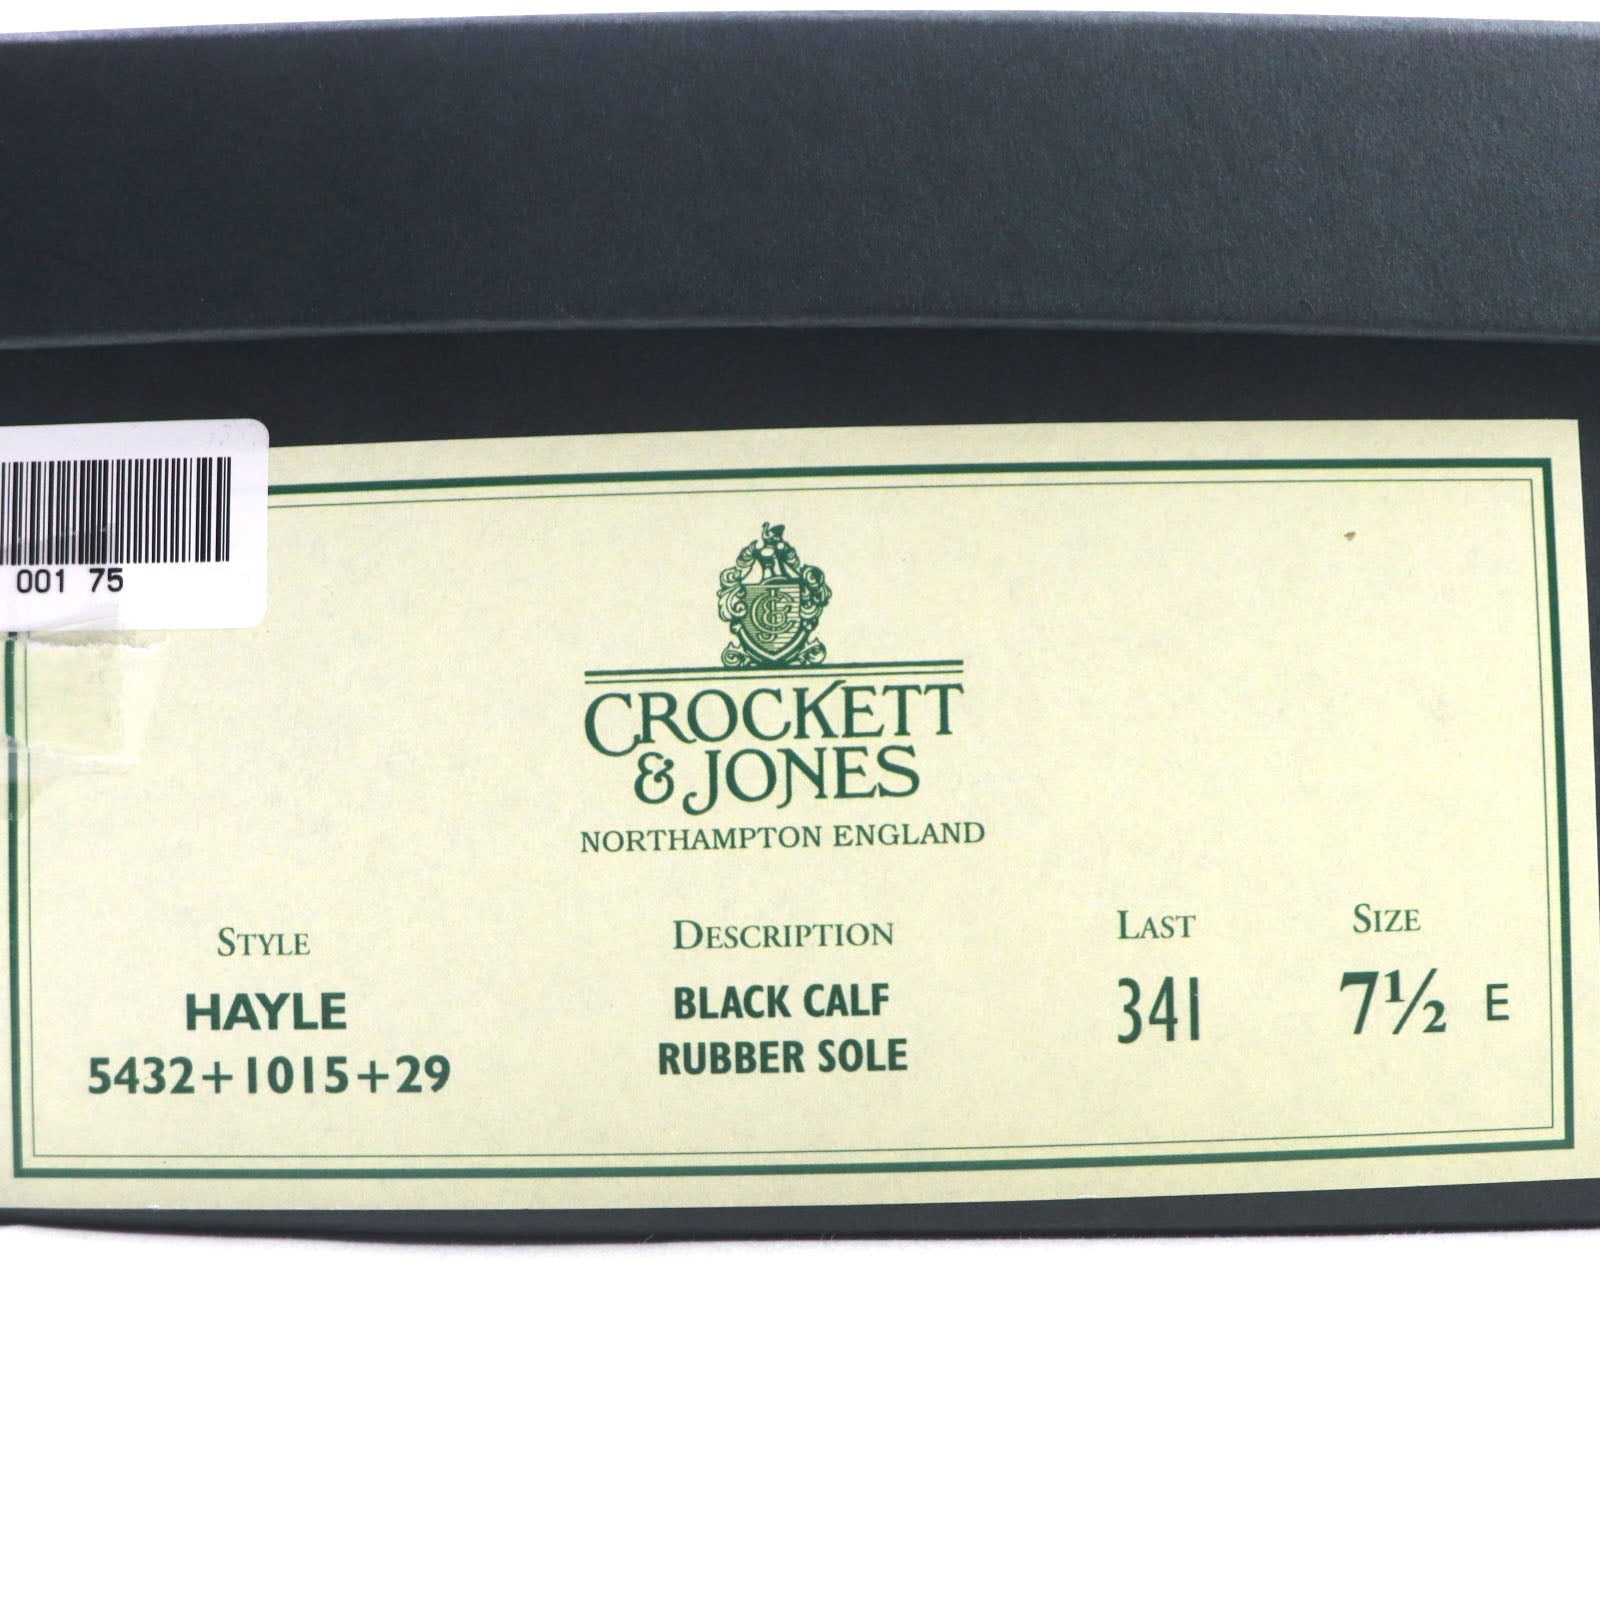 001 75
CROCKETT
& JONES
NORTHAMPTON ENGLAND
STYLE
HAYLE
5432+1015+29
DESCRIPTION
BLACK CALF
RUBBER SOLE
LAST
341
SIZE
7½ E